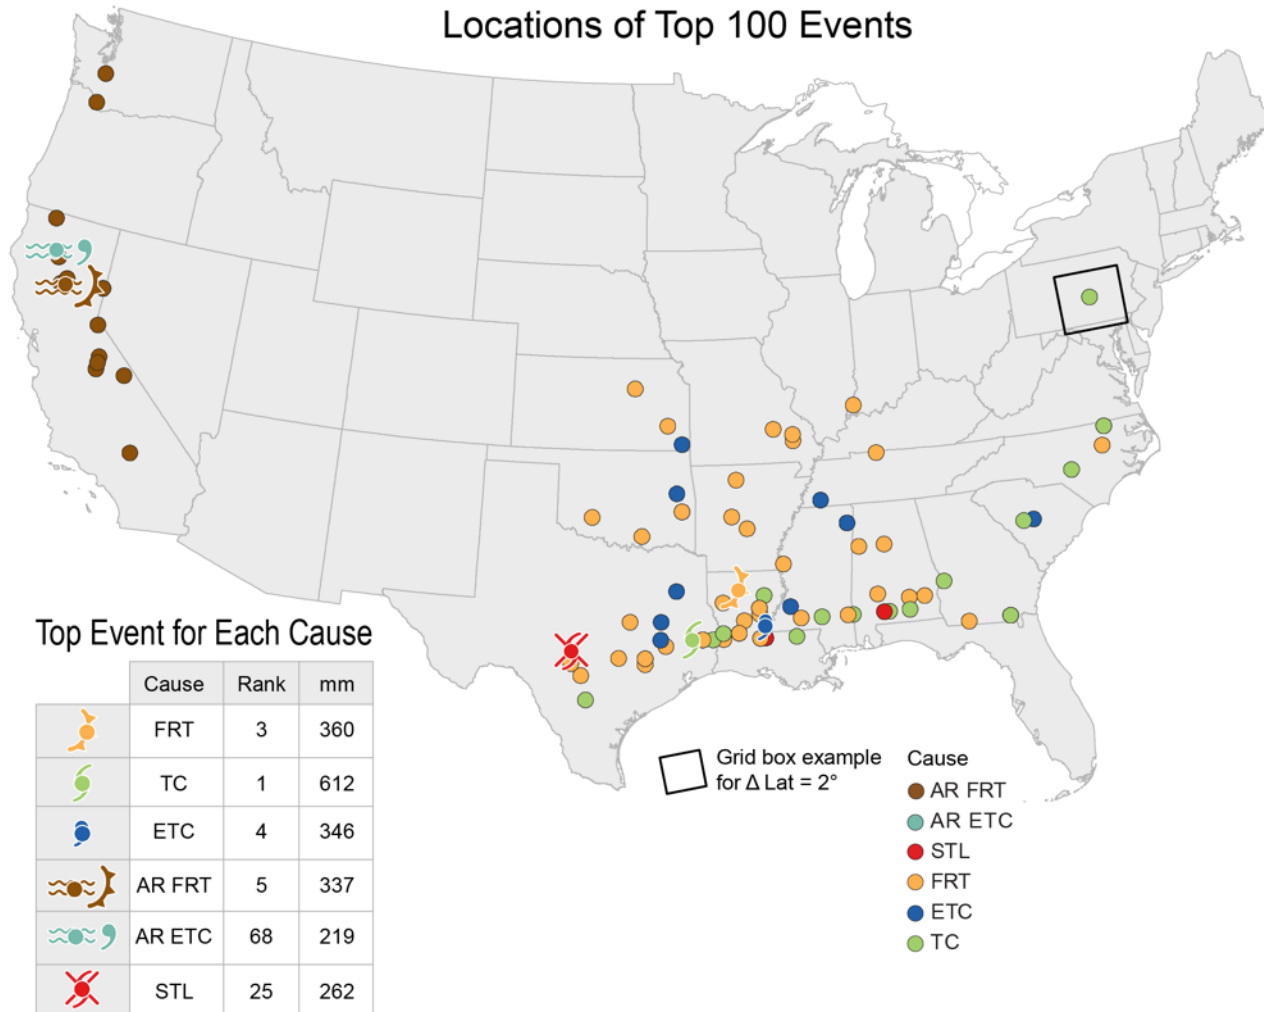 Locations of Top 100 Events
Top Event for Each Cause
Cause Rank mm
FRT 3 360
TC 1 612
ETC 4 346
AR FRT 5 337
AR ETC 68 219
STL 25 262
Grid box example
for Δ Lat = 2°
Cause
AR FRT
AR ETC
STL
FRT
ETC
TC